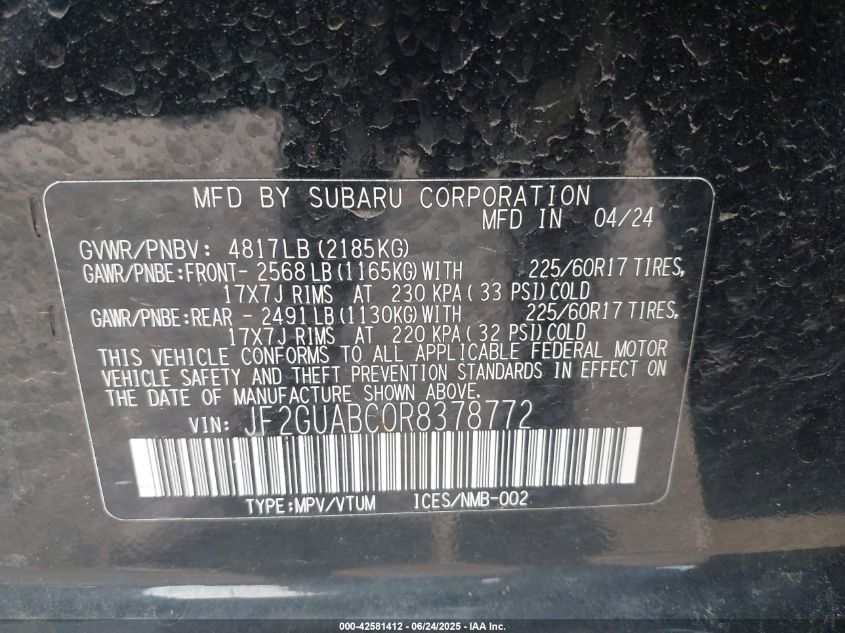 MFD BY SUBARU CORPORATION
MFD IN 04/24
GVWR/PNBV: 4817LB (2185KG)
GAWR/PNBE:FRONT- 2568 LB (1165KG) WITH 225/60R17 TIRES,
17X7J RIMS AT 230 KPA ( 33 PSI) COLD
GAWR/PNBE:REAR - 2491 LB (1130KG) WITH 225/60R17 TIRES,
17X7J RIMS AT 220 KPA ( 32 PSI) COLD
THIS VEHICLE CONFORMS TO ALL APPLICABLE FEDERAL MOTOR
VEHICLE SAFETY AND THEFT PREVENTION STANDARDS IN EFFECT ON
THE DATE OF MANUFACTURE SHOWN ABOVE.
VIN: JF2GUABC0R8378772
TYPE:MPV/VTUM ICES/NMB-002
000-42581412 - 06/24/2025 - IAA Inc.